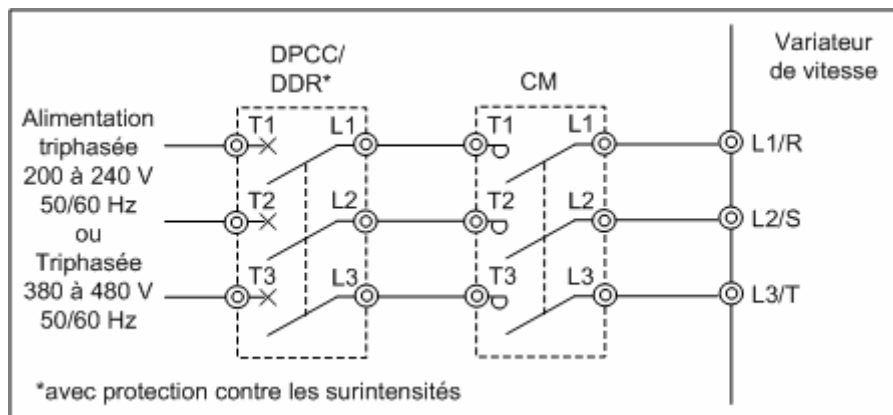 DPCC/
DDR*
CM
Variateur
de vitesse
Alimentation
triphasée
200 à 240 V
50/60 Hz
ou
Triphasée
380 à 480 V
50/60 Hz
T1 L1 T1 L1 L1/R
T2 L2 T2 L2 L2/S
T3 L3 T3 L3 L3/T
*avec protection contre les surintensités